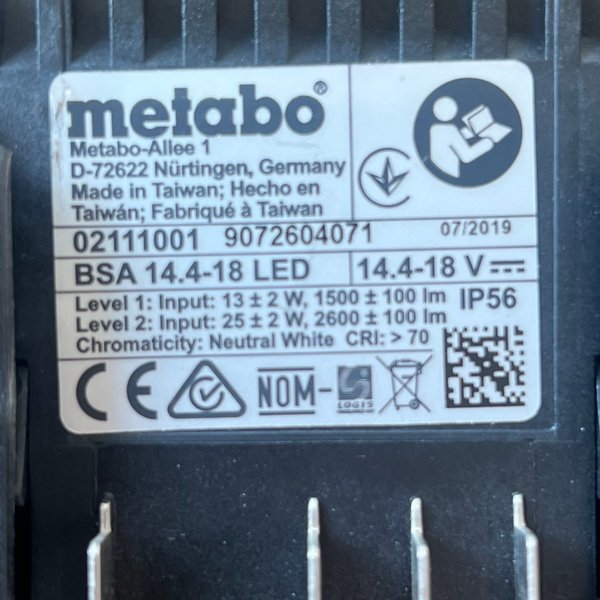 metabo®
Metabo-Allee 1
D-72622 Nürtingen, Germany
Made in Taiwan; Hecho en
Taiwán; Fabriqué à Taiwan
02111001 9072604071 07/2019
BSA 14.4-18 LED 14.4-18 V
Level 1: Input: 13 ± 2 W, 1500 ± 100 lm IP56
Level 2: Input: 25 ± 2 W, 2600 ± 100 lm
Chromaticity: Neutral White CRI: > 70
CE NOM- LOGIS